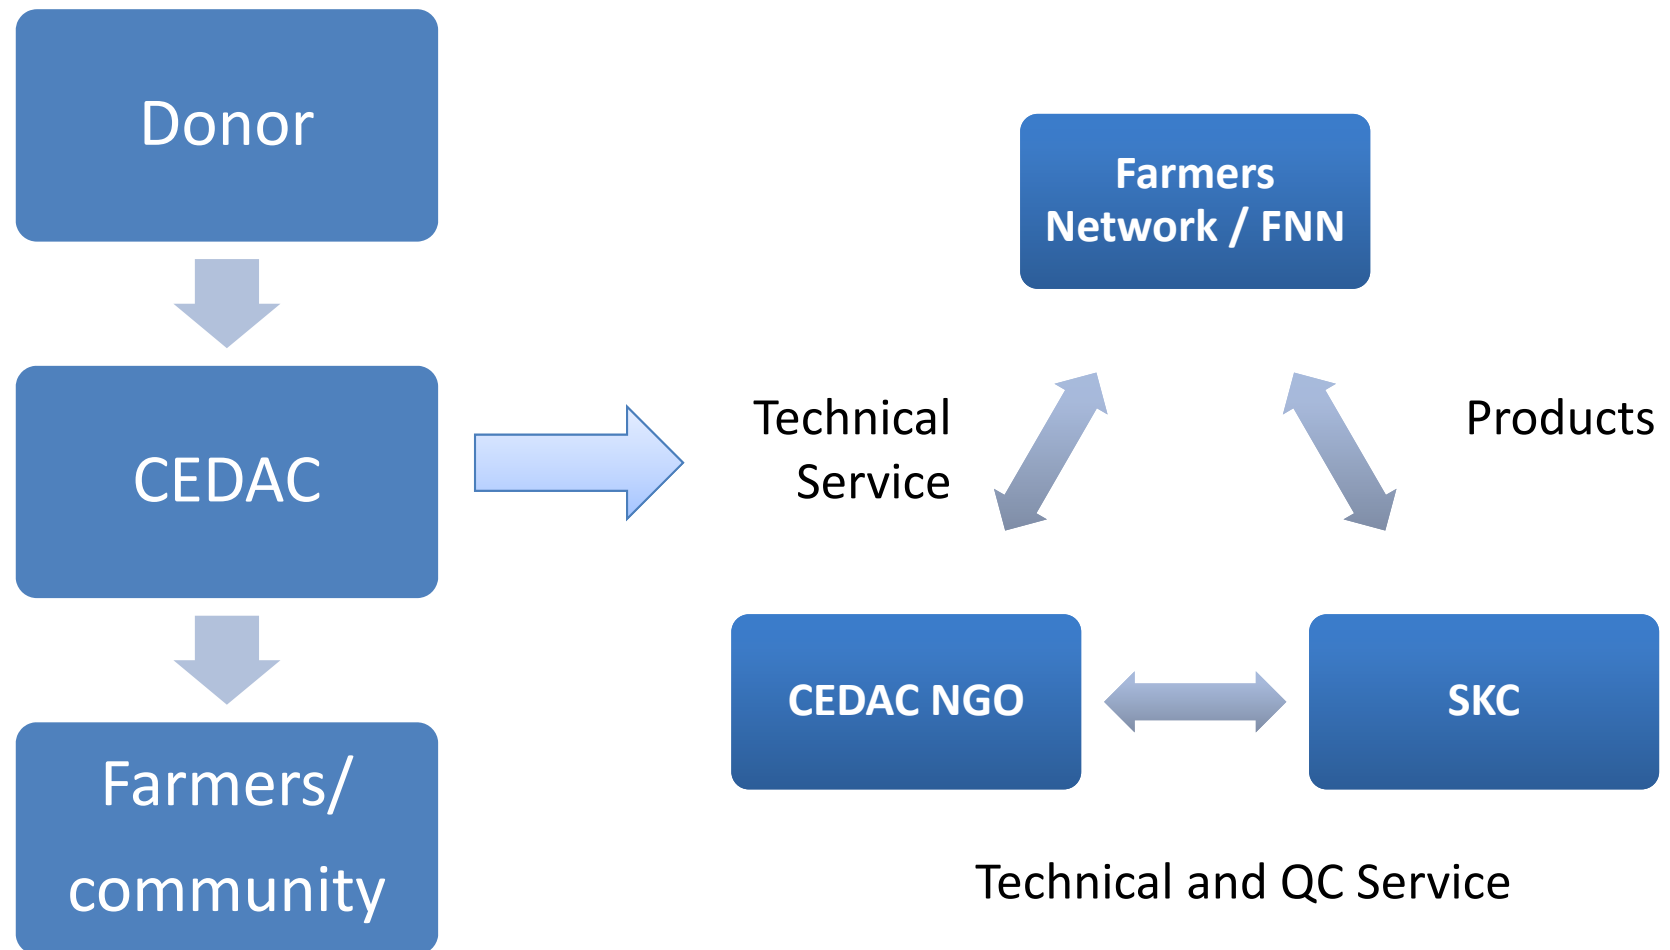 Donor
CEDAC
Farmers/
community
Farmers
Network / FNN
Technical
Service
Products
CEDAC NGO
SKC
Technical and QC Service